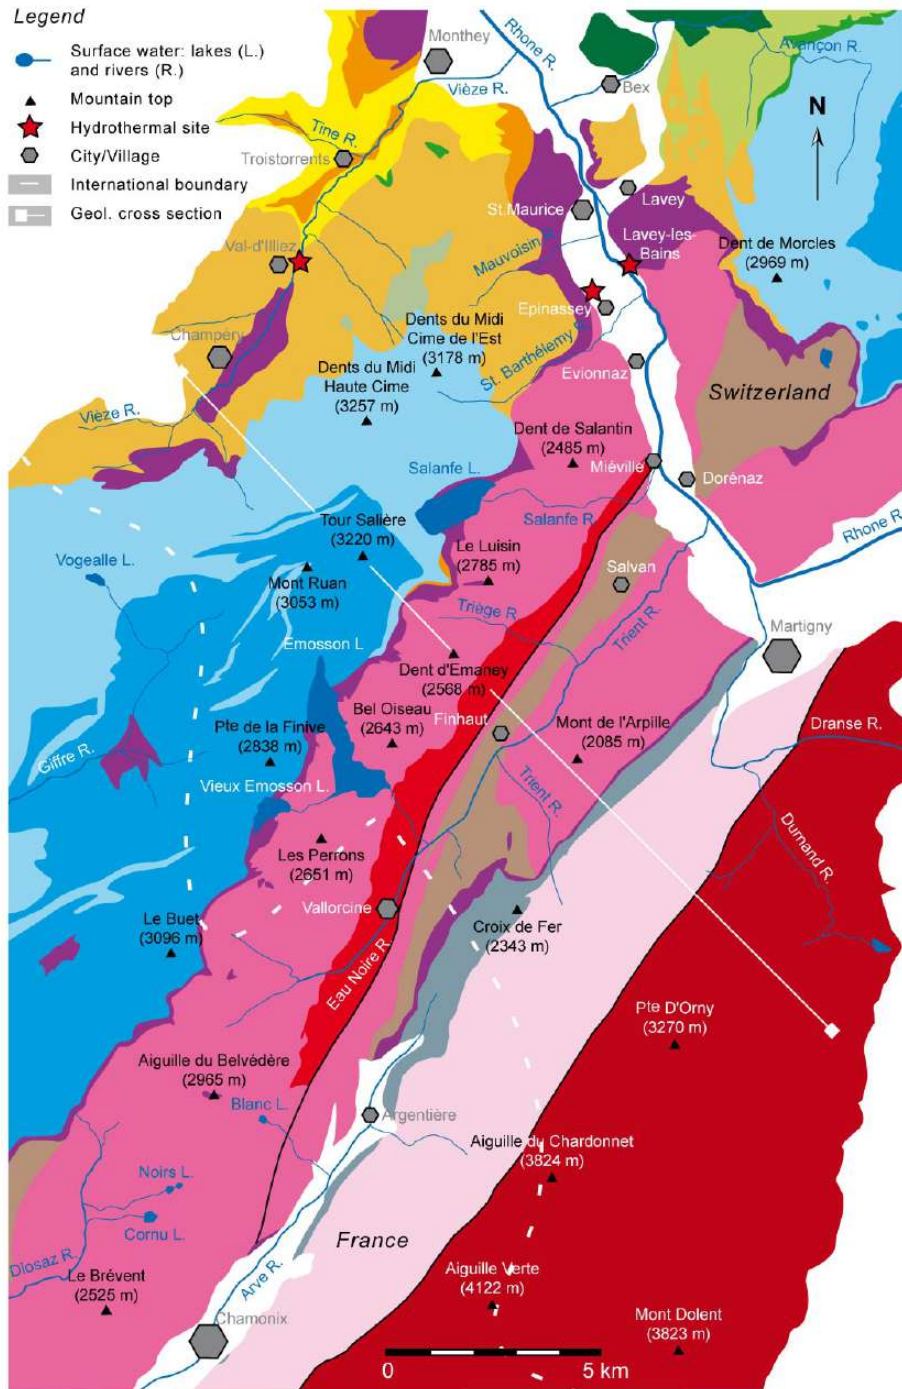 Legend
Surface water: lakes (L.)
and rivers (R.)
Mountain top
Hydrothermal site
City/Village
International boundary
Geol. cross section
Monthey
Rhone R.
Vièze R.
Bex
Avançon R.
N
Tine R.
Troistorrents
St.Maurice
Lavey
Lavey-les-
Bains
Mauvoisin R.
Dent de Morcles
(2969 m)
Val-d'Illiez
Epinassey
Champéry
Dents du Midi
Cime de l'Est
(3178 m)
St. Barthélemy R.
Dents du Midi
Haute Cime
(3257 m)
Evionnaz
Switzerland
Vièze R.
Dent de Salantin
(2485 m)
Miéville
Salanfe L.
Dorénaz
Salanfe R.
Rhone R.
Tour Salière
(3220 m)
Vogealle L.
Mont Ruan
(3053 m)
Le Luisin
(2785 m)
Salvan
Triège R.
Trient R.
Martigny
Emosson L.
Dent d'Emaney
(2568 m)
Bel Oiseau
(2643 m)
Finhaut
Mont de l'Arpille
(2085 m)
Dranse R.
Pte de la Finive
(2838 m)
Giffre R.
Vieux Emosson L.
Trient R.
Les Perrons
(2651 m)
Durnand R.
Vallorcine
Le Buet
(3096 m)
Croix de Fer
(2343 m)
Eau Noire R.
Pte D'Orny
(3270 m)
Aiguille du Belvédère
(2965 m)
Blanc L.
Argentière
Aiguille du Chardonnet
(3824 m)
Noirs L.
Cornu L.
France
Diosaz R.
Arve R.
Le Brévent
(2525 m)
Aiguille Verte
(4122 m)
Chamonix
Mont Dolent
(3823 m)
0 5 km